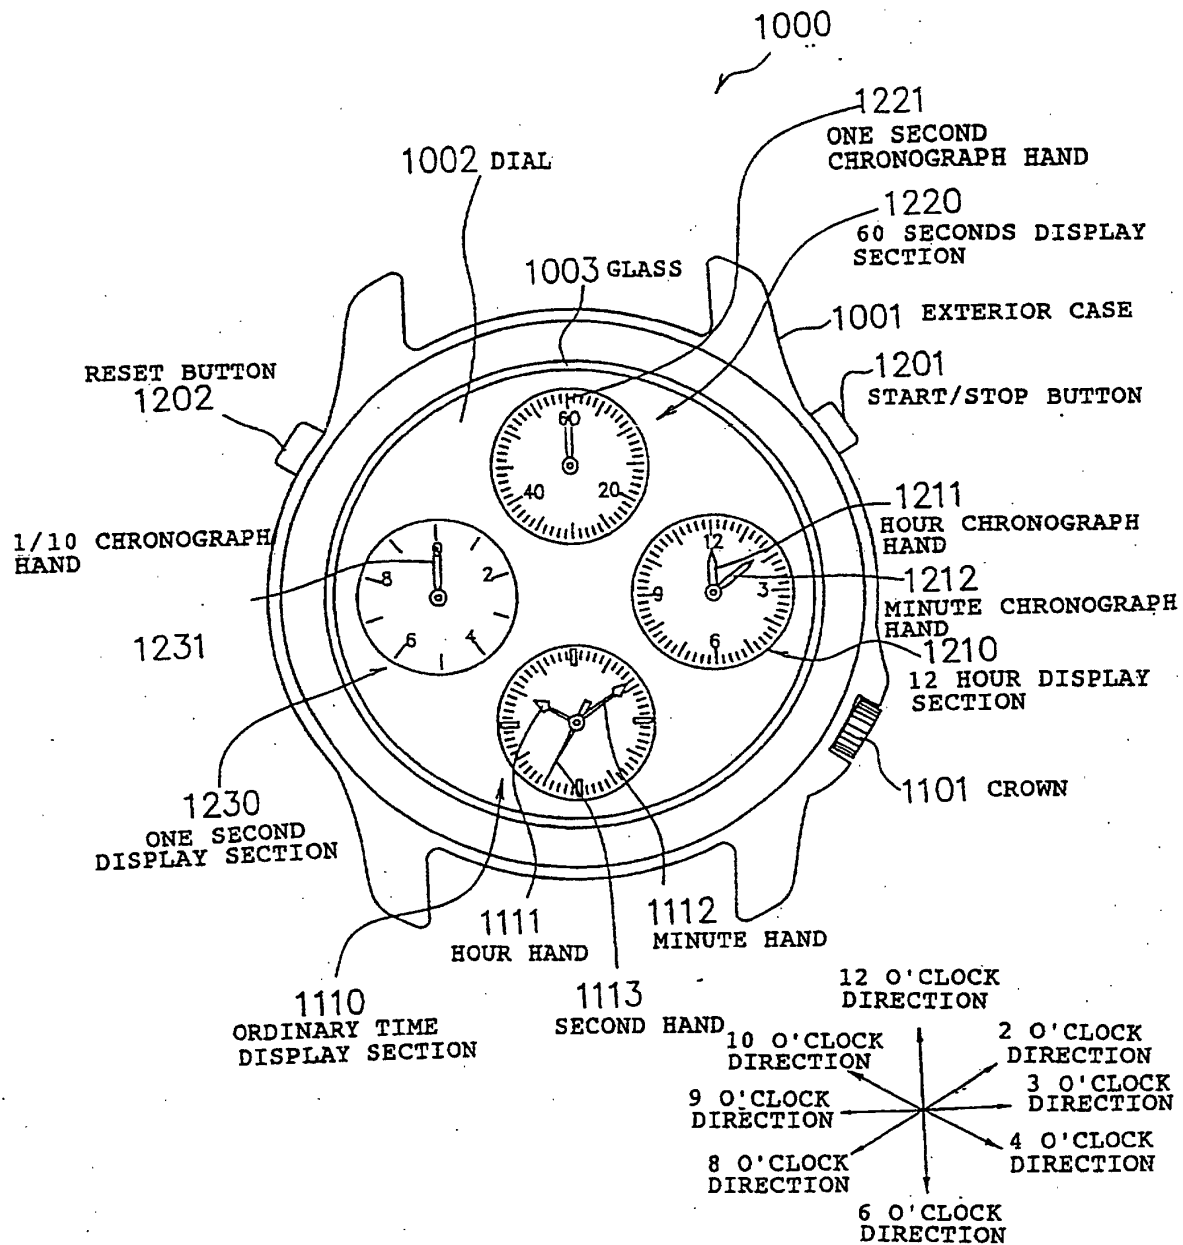 1000
1221
ONE SECOND
CHRONOGRAPH HAND
1002 DIAL
1220
60 SECONDS DISPLAY
SECTION
1003 GLASS
1001 EXTERIOR CASE
RESET BUTTON
1202
1201
START/STOP BUTTON
60
40
20
1211
HOUR CHRONOGRAPH
HAND
1/10 CHRONOGRAPH
HAND
0
2
4
6
8
12
3
6
9
1212
MINUTE CHRONOGRAPH
HAND
1231
1210
12 HOUR DISPLAY
SECTION
1101 CROWN
1230
ONE SECOND
DISPLAY SECTION
1111
HOUR HAND
1112
MINUTE HAND
1110
ORDINARY TIME
DISPLAY SECTION
1113
SECOND HAND
12 O'CLOCK
DIRECTION
10 O'CLOCK
DIRECTION
2 O'CLOCK
DIRECTION
9 O'CLOCK
DIRECTION
3 O'CLOCK
DIRECTION
8 O'CLOCK
DIRECTION
4 O'CLOCK
DIRECTION
6 O'CLOCK
DIRECTION